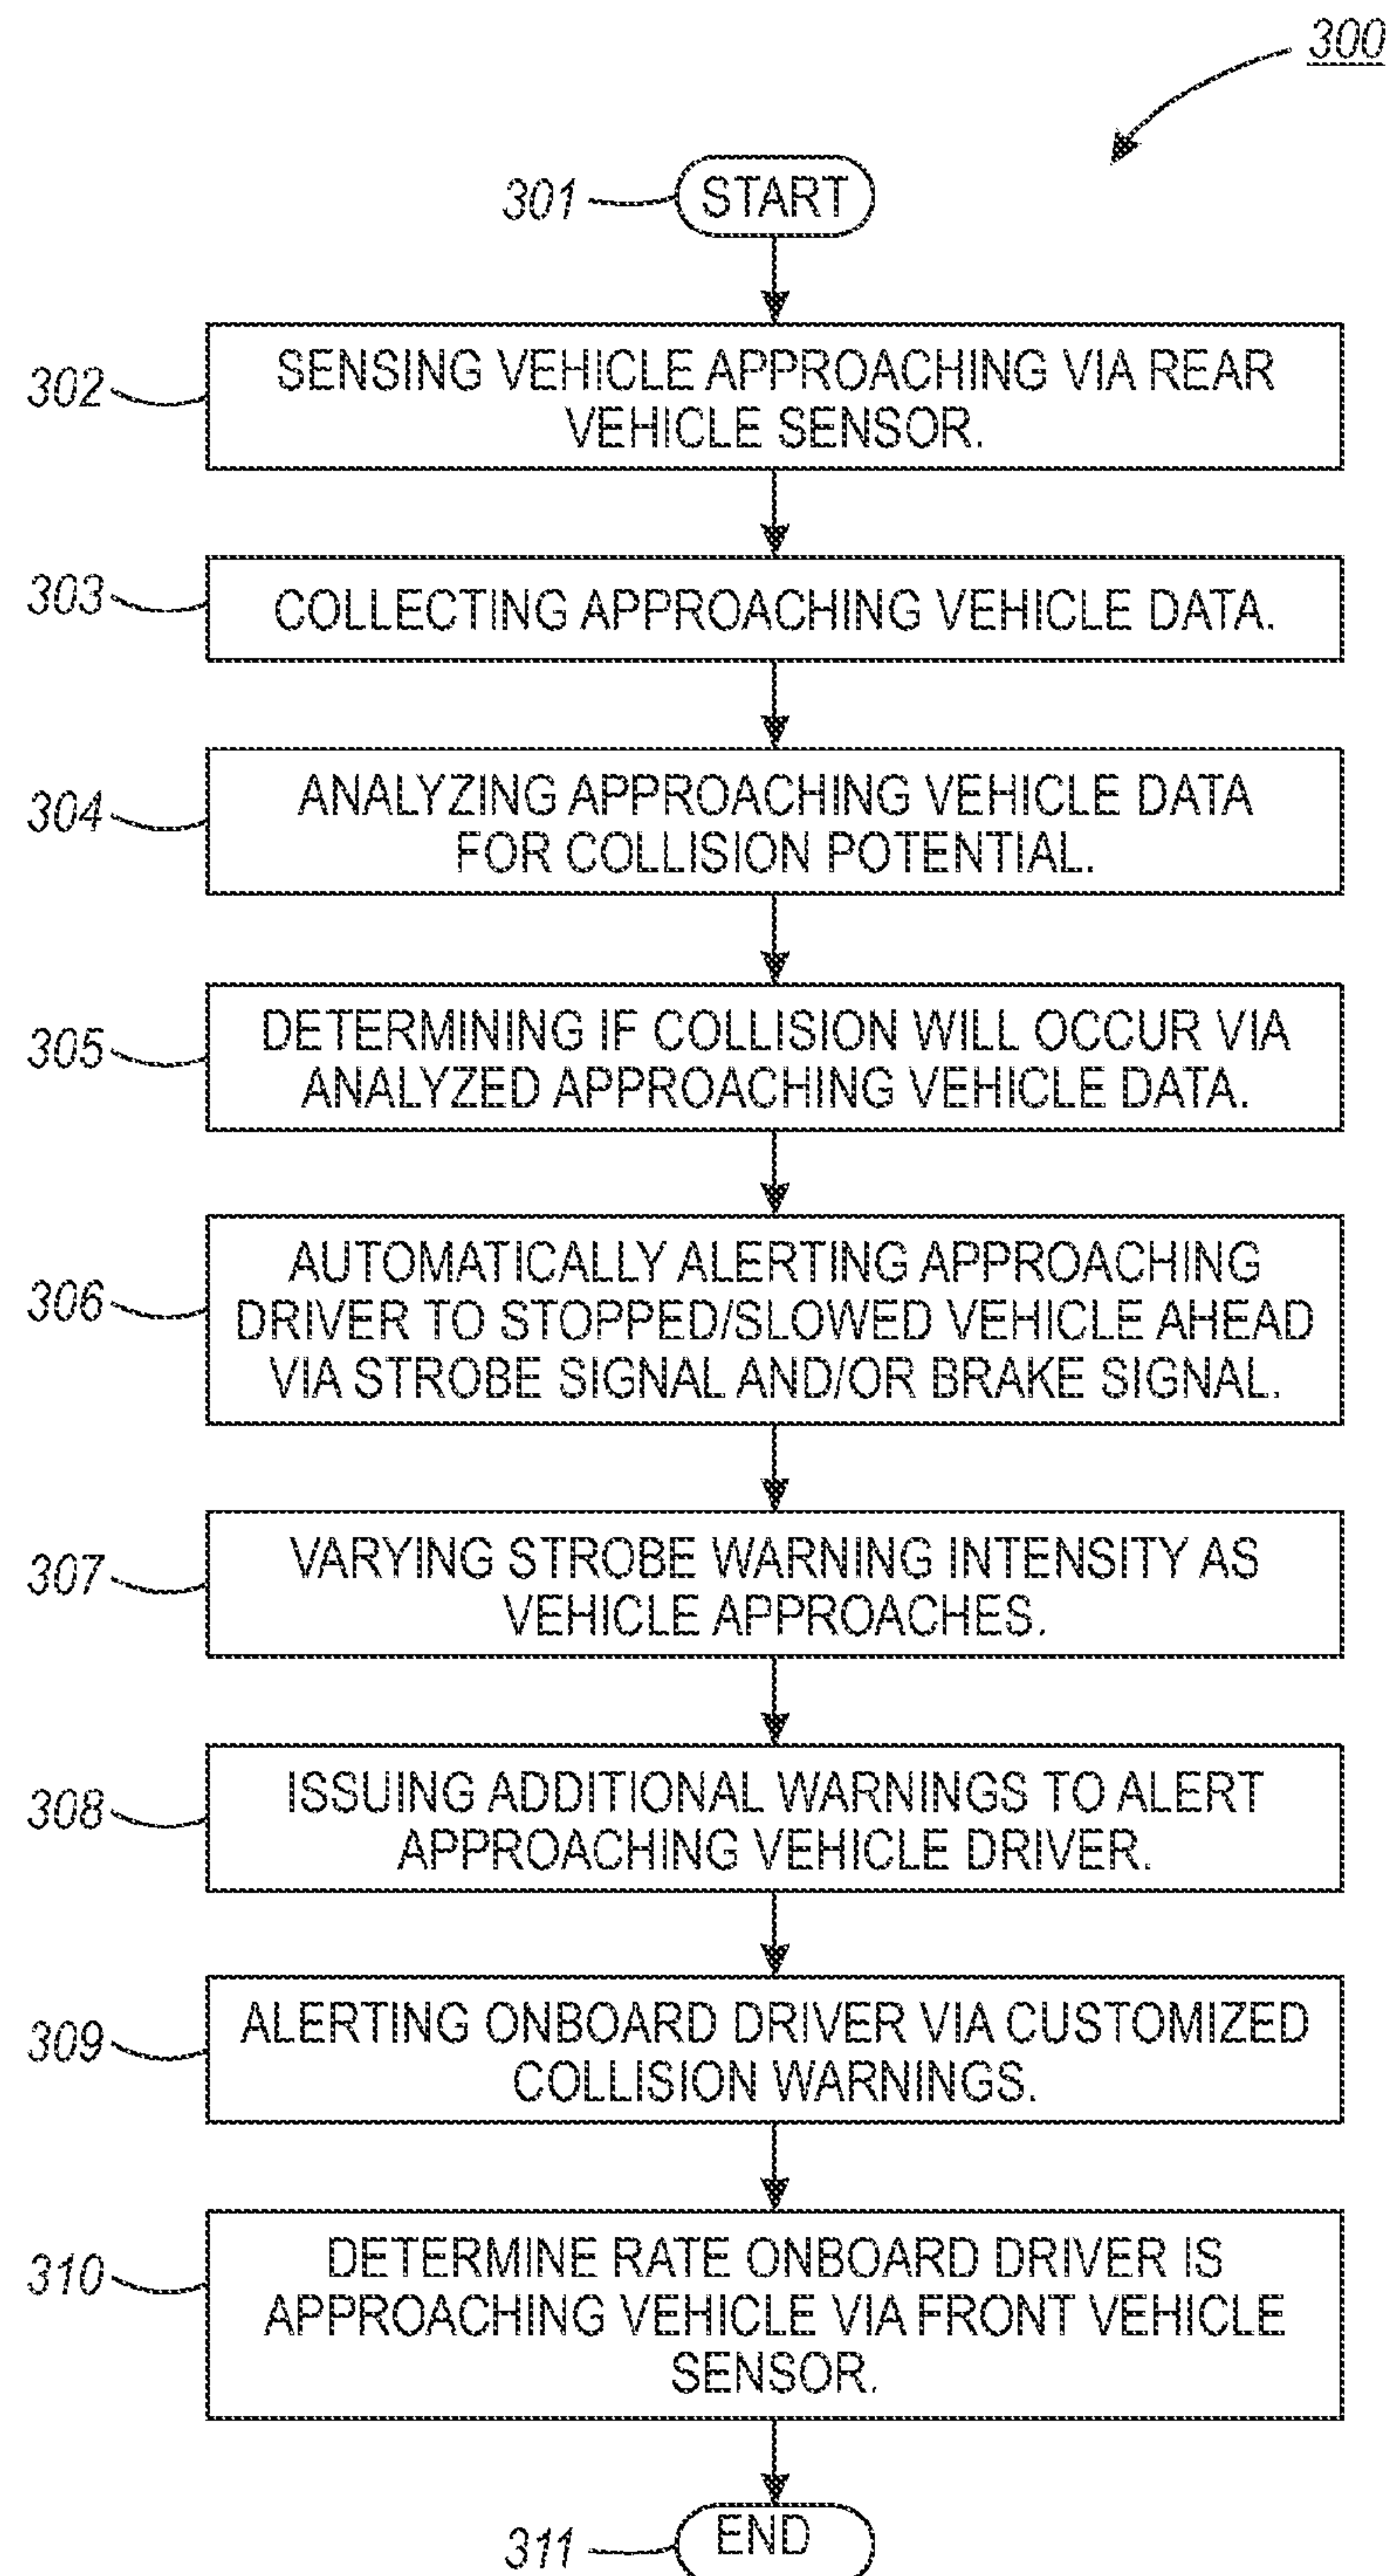 300
301
START
302
SENSING VEHICLE APPROACHING VIA REAR
VEHICLE SENSOR.
303
COLLECTING APPROACHING VEHICLE DATA.
304
ANALYZING APPROACHING VEHICLE DATA
FOR COLLISION POTENTIAL.
305
DETERMINING IF COLLISION WILL OCCUR VIA
ANALYZED APPROACHING VEHICLE DATA.
306
AUTOMATICALLY ALERTING APPROACHING
DRIVER TO STOPPED/SLOWED VEHICLE AHEAD
VIA STROBE SIGNAL AND/OR BRAKE SIGNAL.
307
VARYING STROBE WARNING INTENSITY AS
VEHICLE APPROACHES.
308
ISSUING ADDITIONAL WARNINGS TO ALERT
APPROACHING VEHICLE DRIVER.
309
ALERTING ONBOARD DRIVER VIA CUSTOMIZED
COLLISION WARNINGS.
310
DETERMINE RATE ONBOARD DRIVER IS
APPROACHING VEHICLE VIA FRONT VEHICLE
SENSOR.
311
END